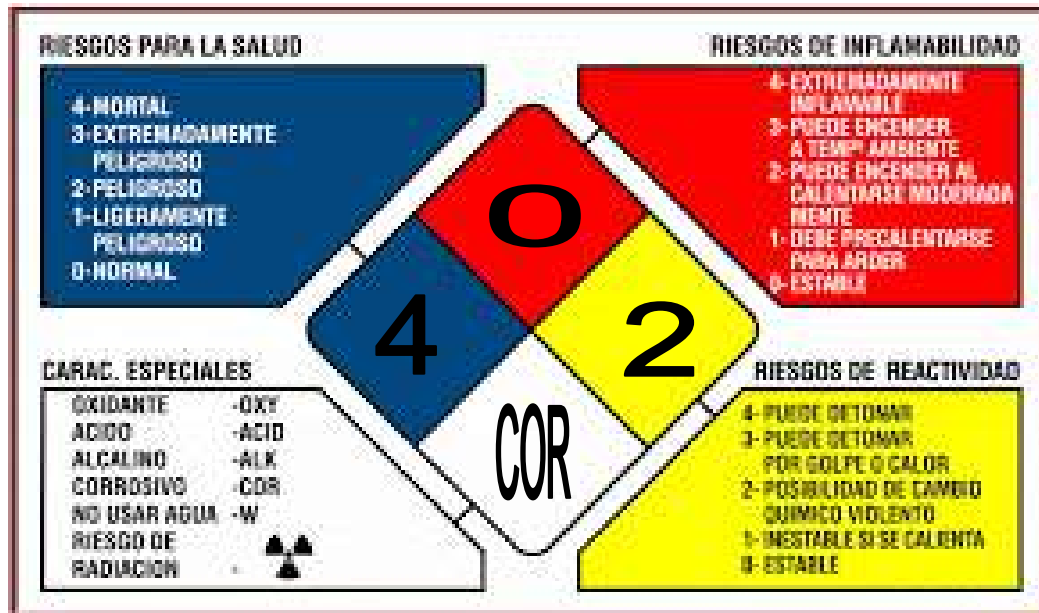 RIESGOS PARA LA SALUD
4-MORTAL
3-EXTREMADAMENTE
PELIGROSO
2-PELIGROSO
1-LIGERAMENTE
PELIGROSO
0-NORMAL
RIESGOS DE INFLAMABILIDAD
4-EXTREMADAMENTE
INFLAMABLE
3-PUEDE ENCENDER
A TEMPª AMBIENTE
2-PUEDE ENCENDER AL
CALENTARSE MODERADA
MENTE
1-DEBE PRECALENTARSE
PARA ARDER
0-ESTABLE
0
4
2
COR
CARAC. ESPECIALES
OXIDANTE -OXY
ACIDO -ACID
ALCALINO -ALK
CORROSIVO -COR
NO USAR AGUA -W
RIESGO DE
RADIACION -
RIESGOS DE REACTIVIDAD
4- PUEDE DETONAR
3- PUEDE DETONAR
POR GOLPE O CALOR
2- POSIBILIDAD DE CAMBIO
QUIMICO VIOLENTO
1- INESTABLE SI SE CALIENTA
0- ESTABLE